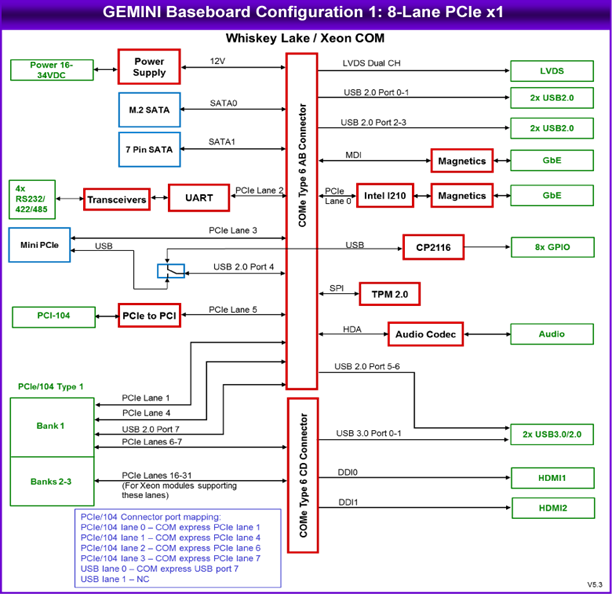 GEMINI Baseboard Configuration 1: 8-Lane PCIe x1
Whiskey Lake / Xeon COM
Power 16-
34VDC
Power
Supply
12V
M.2 SATA
SATA0
7 Pin SATA
SATA1
4x
RS232/
422/485
Transceivers
UART
PCIe Lane 2
Mini PCIe
PCIe Lane 3
USB
USB 2.0 Port 4
PCI-104
PCIe to PCI
PCIe Lane 5
PCIe/104 Type 1
Bank 1
PCIe Lane 1
PCIe Lane 4
USB 2.0 Port 7
PCIe Lanes 6-7
Banks 2-3
PCIe Lanes 16-31
(For Xeon modules supporting
these lanes)
COMe Type 6 AB Connector
COMe Type 6 CD Connector
LVDS Dual CH
LVDS
USB 2.0 Port 0-1
2x USB2.0
USB 2.0 Port 2-3
2x USB2.0
MDI
Magnetics
GbE
PCIe
Lane 0
Intel I210
Magnetics
GbE
USB
CP2116
8x GPIO
SPI
TPM 2.0
HDA
Audio Codec
Audio
USB 2.0 Port 5-6
USB 3.0 Port 0-1
2x USB3.0/2.0
DDI0
HDMI1
DDI1
HDMI2
PCIe/104 Connector port mapping:
PCIe/104 lane 0 – COM express PCIe lane 1
PCIe/104 lane 1 – COM express PCIe lane 4
PCIe/104 lane 2 – COM express PCIe lane 6
PCIe/104 lane 3 – COM express PCIe lane 7
USB lane 0 – COM express USB port 7
USB lane 1 – NC
V5.3